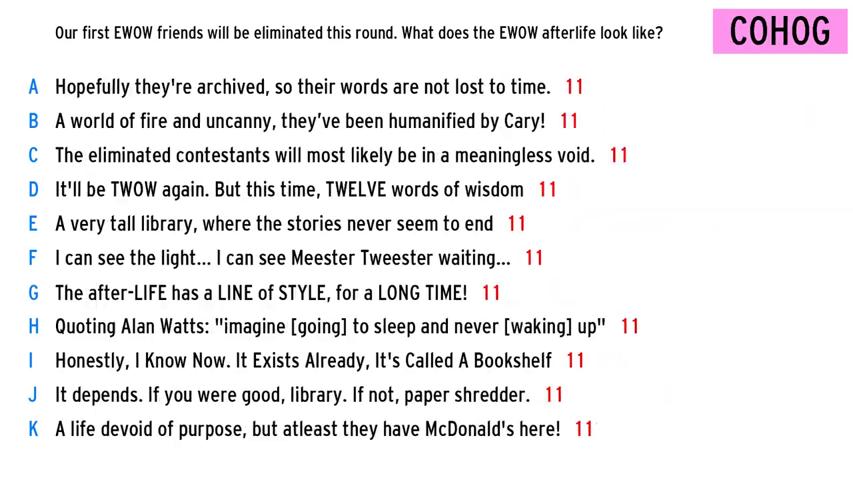 Our first EWOW friends will be eliminated this round. What does the EWOW afterlife look like?
COHOG
A Hopefully they're archived, so their words are not lost to time. 11
B A world of fire and uncanny, they've been humanified by Cary! 11
C The eliminated contestants will most likely be in a meaningless void. 11
D It'll be TWOW again. But this time, TWELVE words of wisdom 11
E A very tall library, where the stories never seem to end 11
F I can see the light... I can see Meester Tweester waiting... 11
G The after-LIFE has a LINE of STYLE, for a LONG TIME! 11
H Quoting Alan Watts: "imagine [going] to sleep and never [waking] up" 11
I Honestly, I Know Now. It Exists Already, It's Called A Bookshelf 11
J It depends. If you were good, library. If not, paper shredder. 11
K A life devoid of purpose, but atleast they have McDonald's here! 11